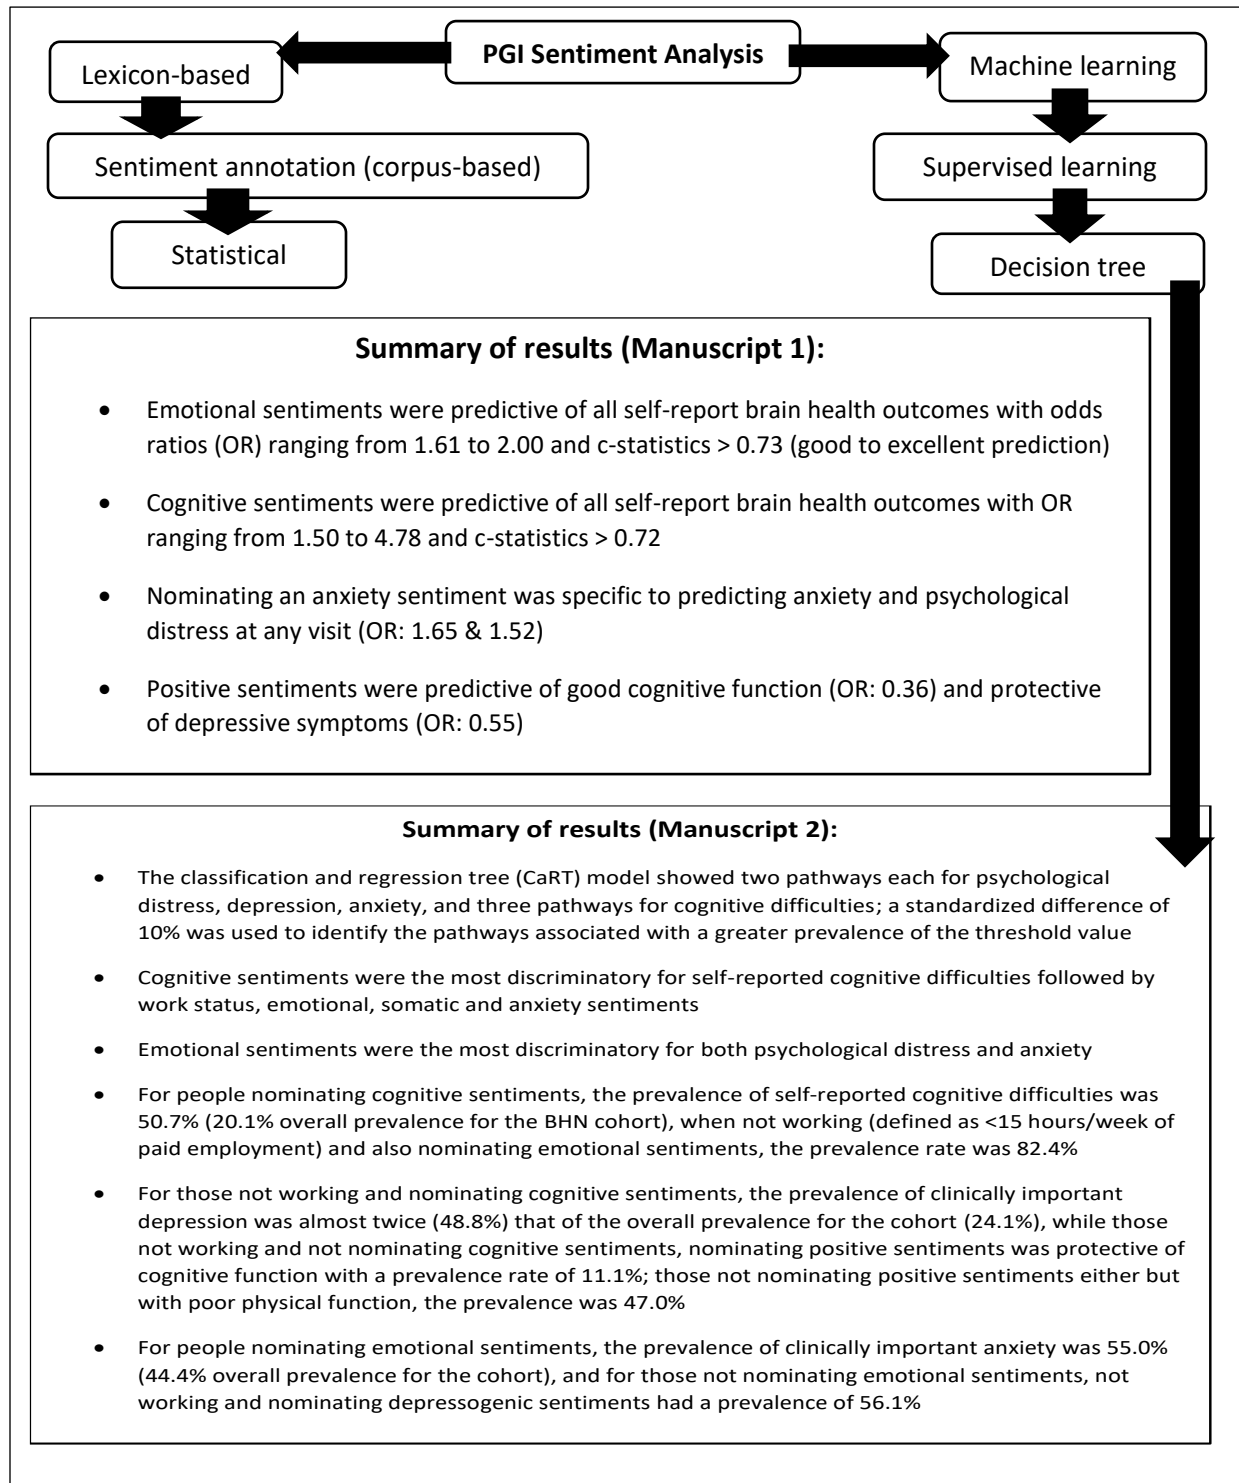 PGI Sentiment Analysis
Lexicon-based
Machine learning
Sentiment annotation (corpus-based)
Supervised learning
Statistical
Decision tree
Summary of results (Manuscript 1):
• Emotional sentiments were predictive of all self-report brain health outcomes with odds
ratios (OR) ranging from 1.61 to 2.00 and c-statistics > 0.73 (good to excellent prediction)
• Cognitive sentiments were predictive of all self-report brain health outcomes with OR
ranging from 1.50 to 4.78 and c-statistics > 0.72
• Nominating an anxiety sentiment was specific to predicting anxiety and psychological
distress at any visit (OR: 1.65 & 1.52)
• Positive sentiments were predictive of good cognitive function (OR: 0.36) and protective
of depressive symptoms (OR: 0.55)
Summary of results (Manuscript 2):
• The classification and regression tree (CaRT) model showed two pathways each for psychological
distress, depression, anxiety, and three pathways for cognitive difficulties; a standardized difference of
10% was used to identify the pathways associated with a greater prevalence of the threshold value
• Cognitive sentiments were the most discriminatory for self-reported cognitive difficulties followed by
work status, emotional, somatic and anxiety sentiments
• Emotional sentiments were the most discriminatory for both psychological distress and anxiety
• For people nominating cognitive sentiments, the prevalence of self-reported cognitive difficulties was
50.7% (20.1% overall prevalence for the BHN cohort), when not working (defined as <15 hours/week of
paid employment) and also nominating emotional sentiments, the prevalence rate was 82.4%
• For those not working and nominating cognitive sentiments, the prevalence of clinically important
depression was almost twice (48.8%) that of the overall prevalence for the cohort (24.1%), while those
not working and not nominating cognitive sentiments, nominating positive sentiments was protective of
cognitive function with a prevalence rate of 11.1%; those not nominating positive sentiments either but
with poor physical function, the prevalence was 47.0%
• For people nominating emotional sentiments, the prevalence of clinically important anxiety was 55.0%
(44.4% overall prevalence for the cohort), and for those not nominating emotional sentiments, not
working and nominating depressogenic sentiments had a prevalence of 56.1%